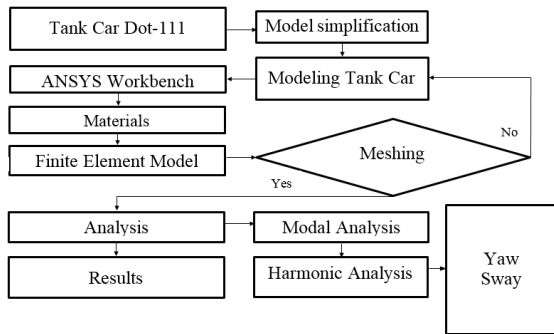 Tank Car Dot-111
Model simplification
ANSYS Workbench
Modeling Tank Car
Materials
Finite Element Model
Meshing
No
Yes
Analysis
Modal Analysis
Results
Harmonic Analysis
Yaw
Sway